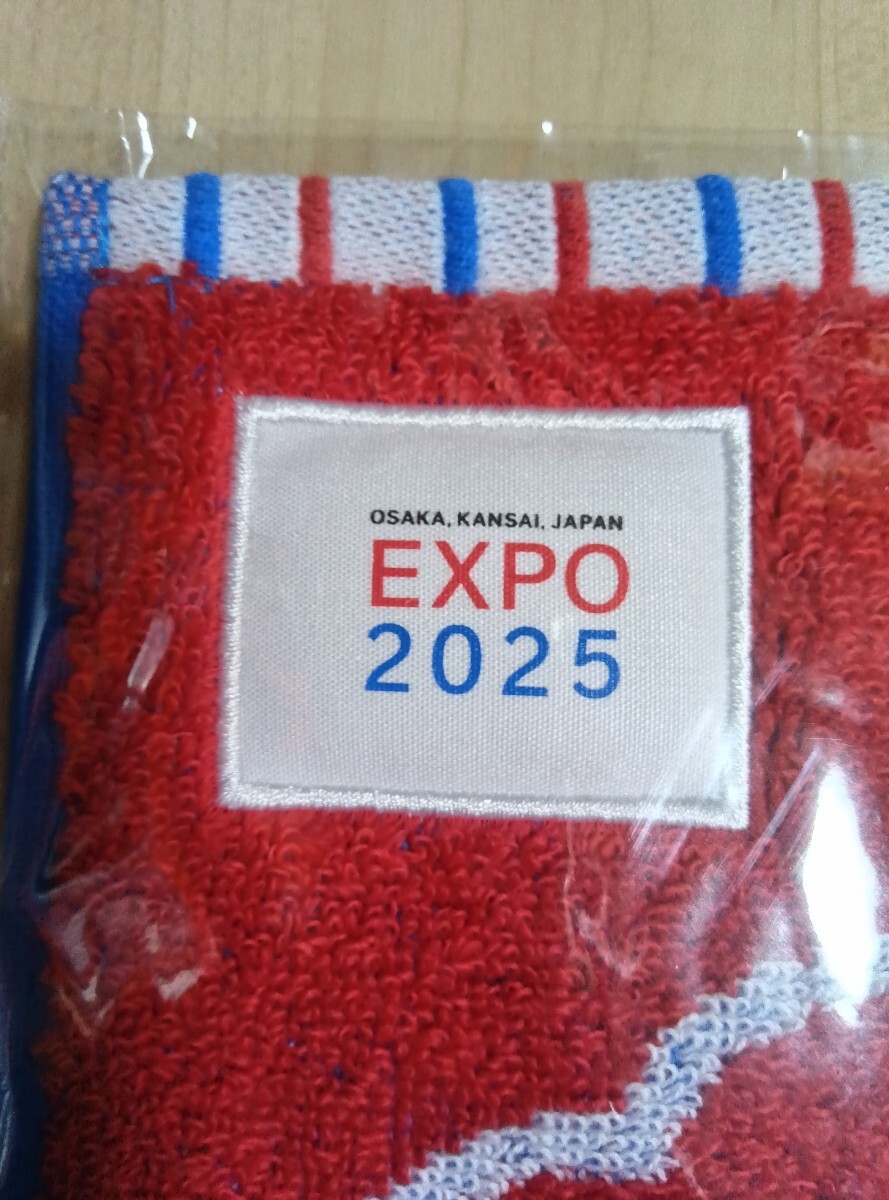 OSAKA, KANSAI, JAPAN
EXPO
2025